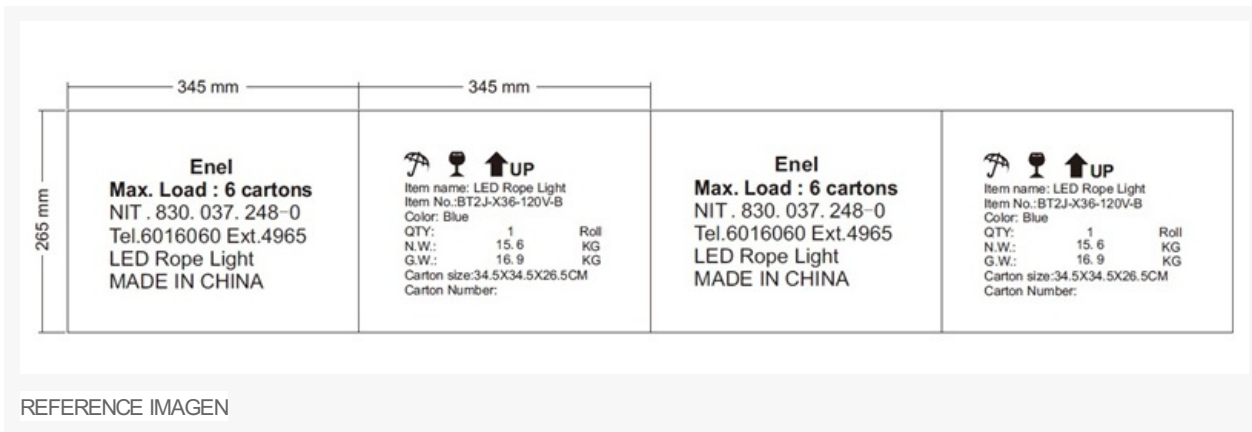 345 mm
345 mm
265 mm
Enel
Max. Load : 6 cartons
NIT . 830. 037. 248-0
Tel.6016060 Ext.4965
LED Rope Light
MADE IN CHINA
UP
Item name: LED Rope Light
Item No.:BT2J-X36-120V-B
Color: Blue
QTY: 1 Roll
N.W.: 15.6 KG
G.W.: 16.9 KG
Carton size:34.5X34.5X26.5CM
Carton Number:
Enel
Max. Load : 6 cartons
NIT . 830. 037. 248-0
Tel.6016060 Ext.4965
LED Rope Light
MADE IN CHINA
UP
Item name: LED Rope Light
Item No.:BT2J-X36-120V-B
Color: Blue
QTY: 1 Roll
N.W.: 15.6 KG
G.W.: 16.9 KG
Carton size:34.5X34.5X26.5CM
Carton Number:
REFERENCE IMAGEN